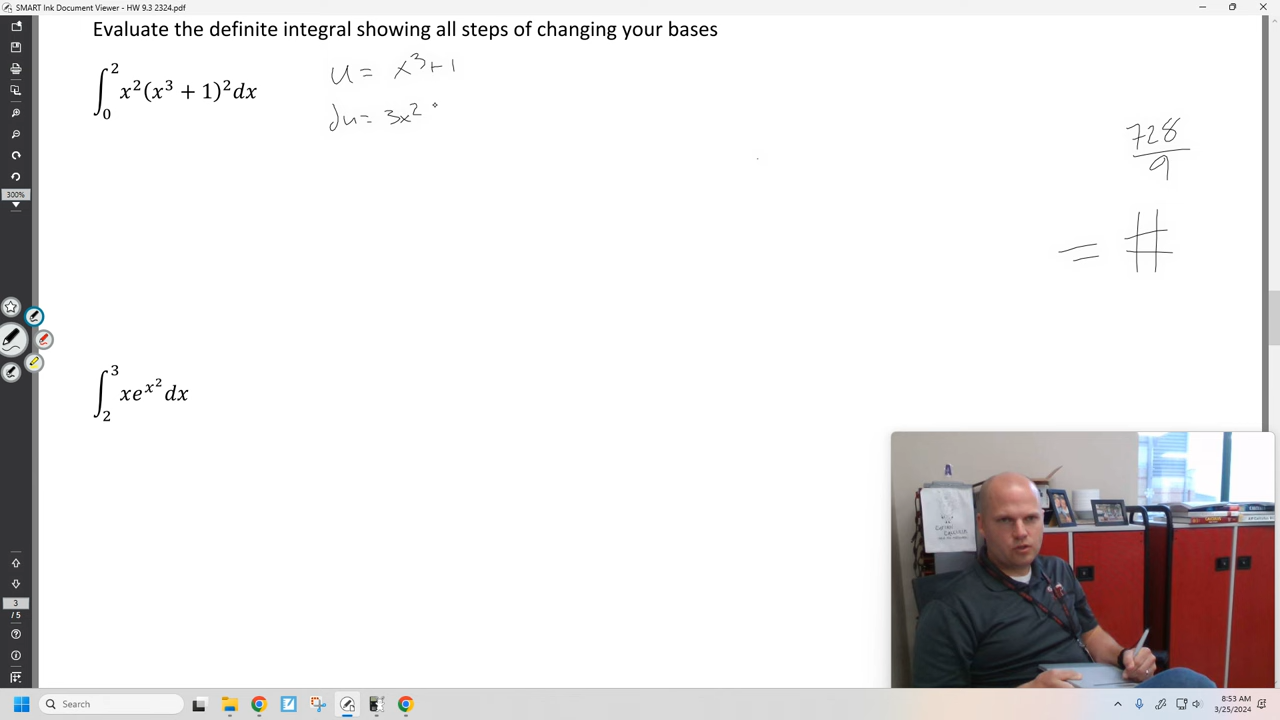 SMART Ink Document Viewer - HW 9.3 2324.pdf
Evaluate the definite integral showing all steps of changing your bases
∫₀² x²(x³ + 1)²dx
u = x³+1
du = 3x²
728
9
= #
300%
∫₂³ xe^(x²)dx
3
/ 5
Search
8:53 AM
3/25/2024